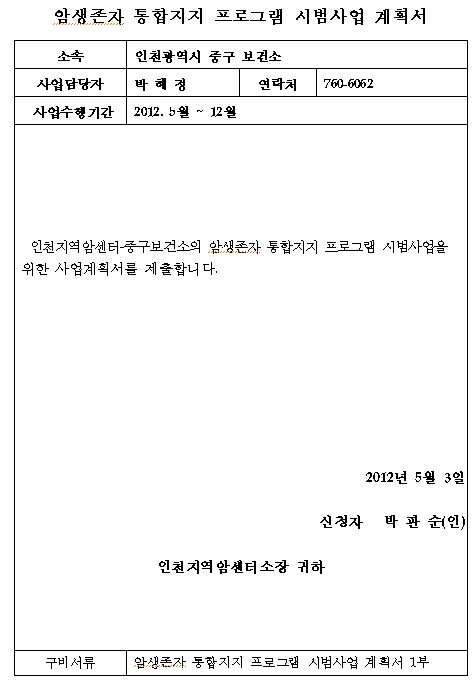 암생존자 통합지지 프로그램 시범사업 계획서
소속 인천광역시 중구 보건소
사업담당자 박 혜 정 연락처 760-6062
사업수행기간 2012. 5월 ~ 12월
인천지역암센터-중구보건소의 암생존자 통합지지 프로그램 시범사업을
위한 사업계획서를 제출합니다.
2012년 5월 3일
신청자 박 판 순(인)
인천지역암센터소장 귀하
구비서류 암생존자 통합지지 프로그램 시범사업 계획서 1부